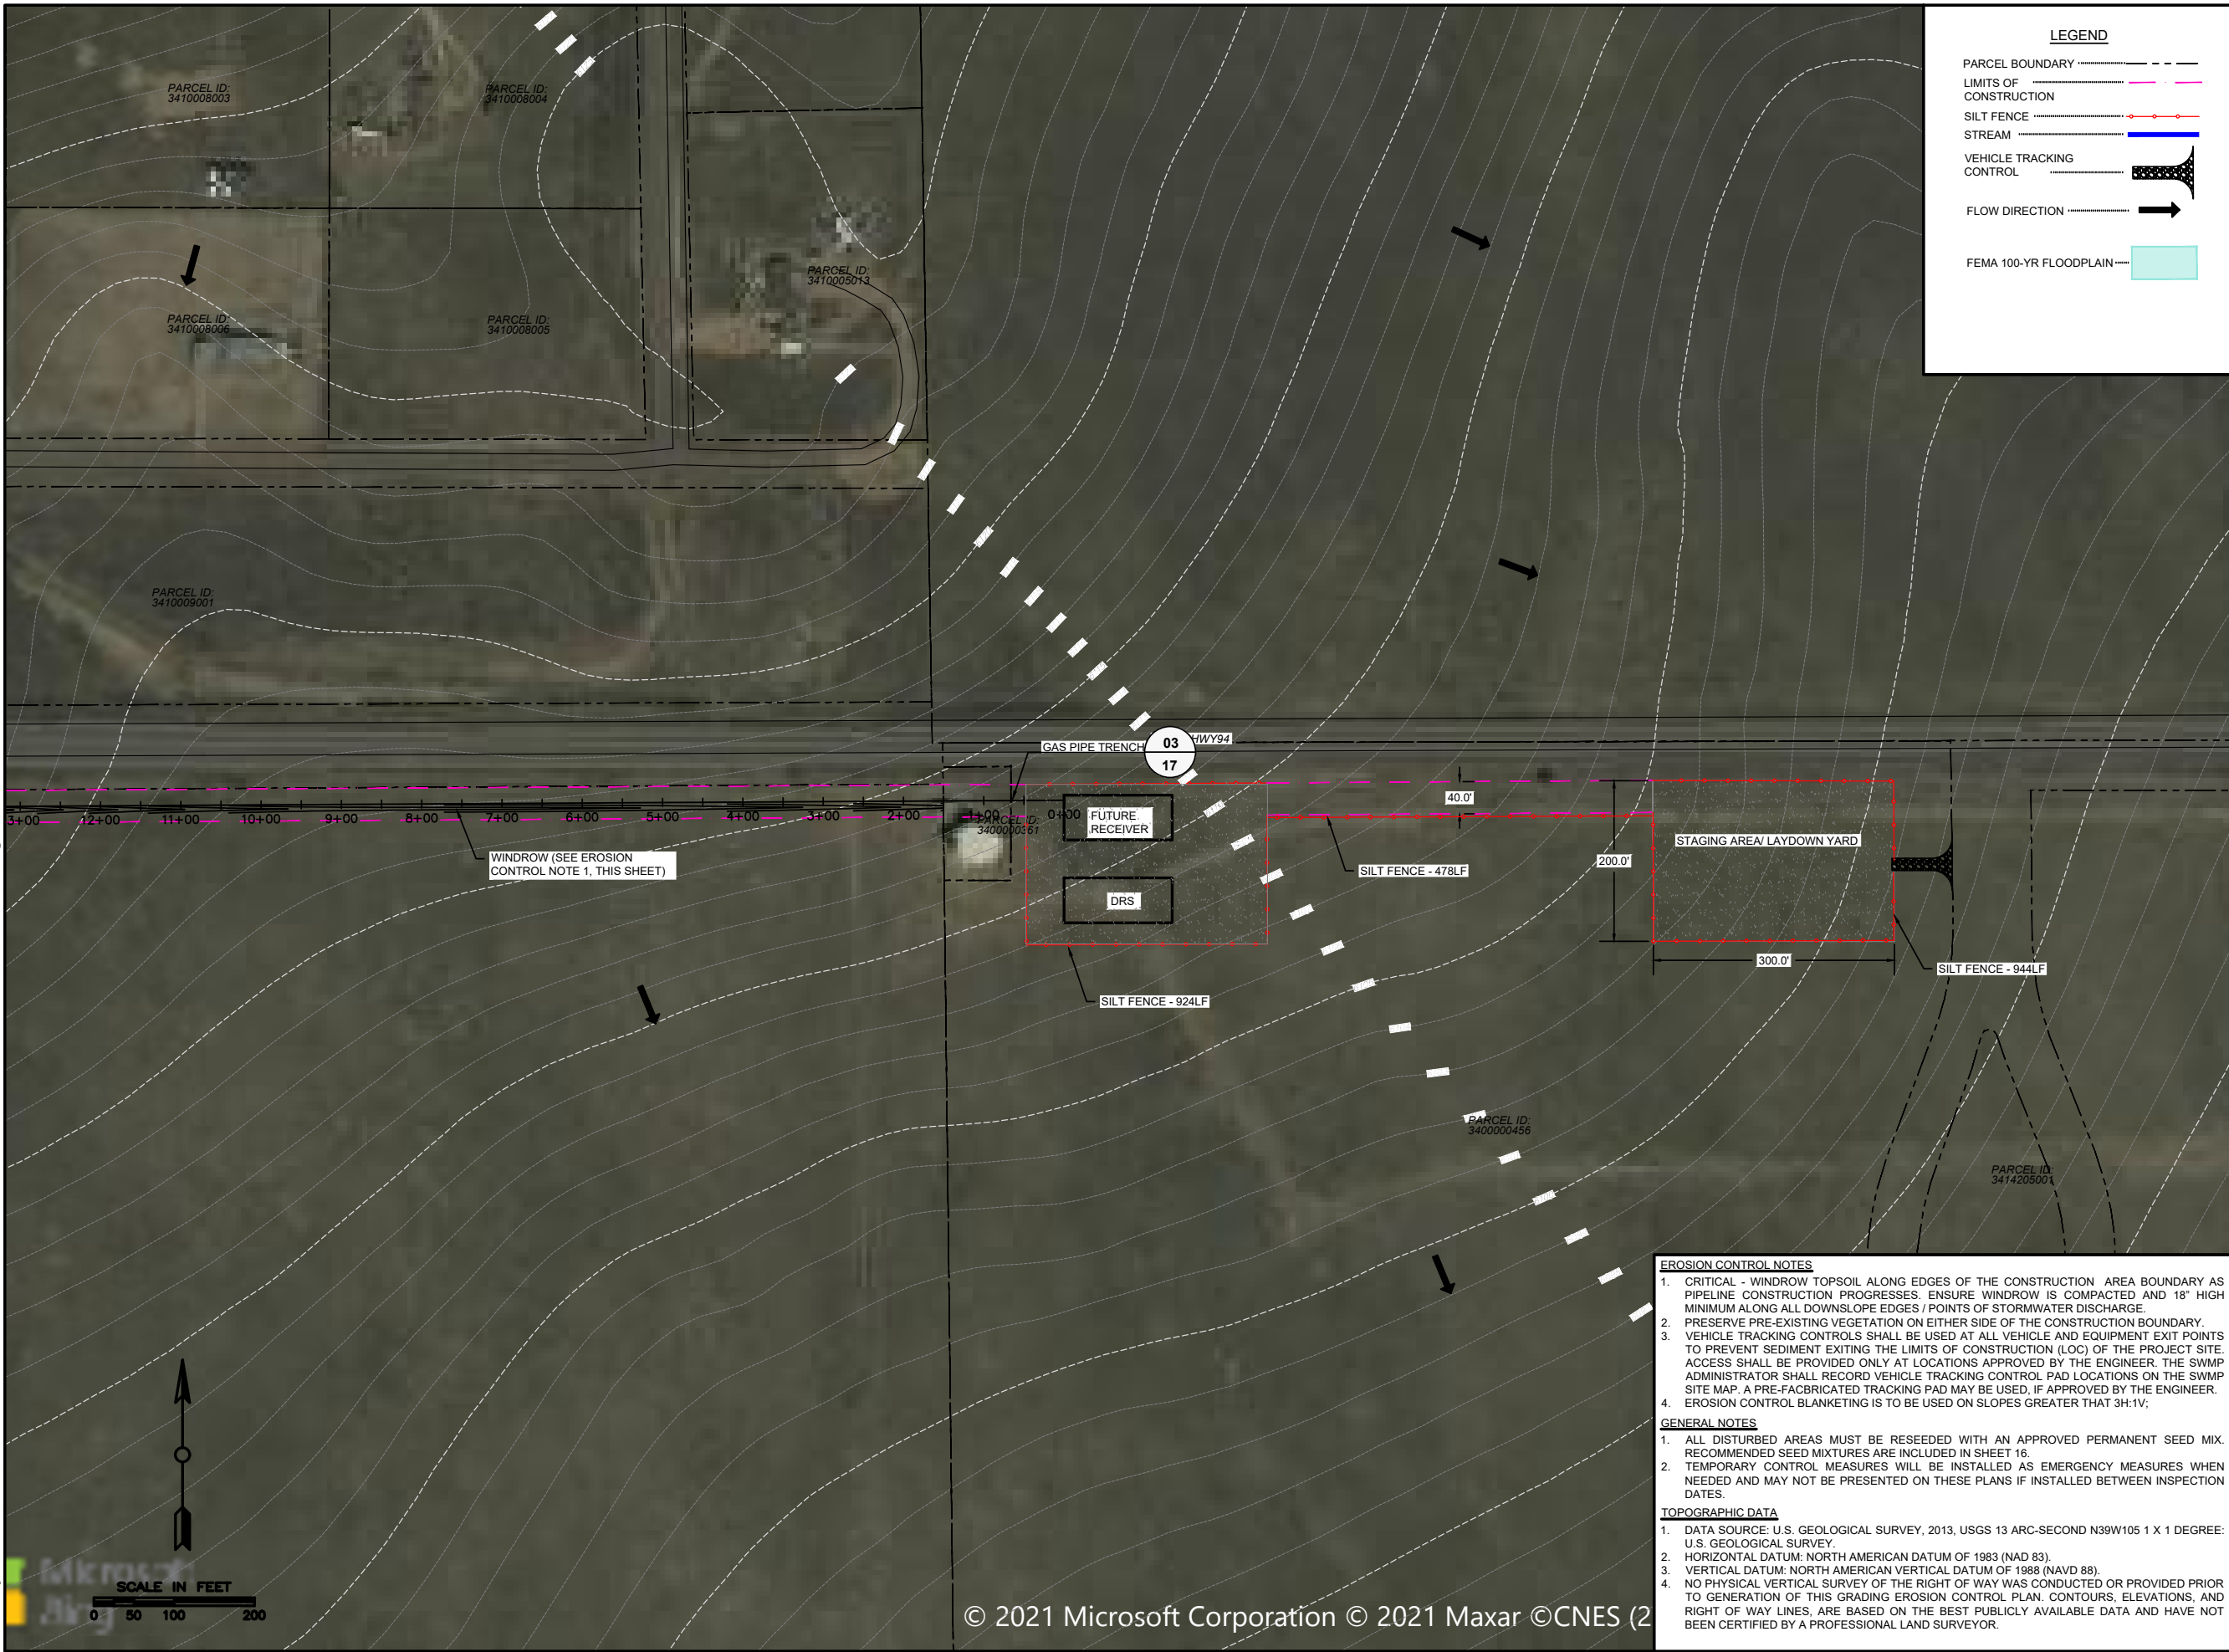 LEGEND
PARCEL BOUNDARY
LIMITS OF
CONSTRUCTION
SILT FENCE
STREAM
VEHICLE TRACKING
CONTROL
FLOW DIRECTION
FEMA 100-YR FLOODPLAIN
PARCEL ID:
3410008003
PARCEL ID:
3410008004
PARCEL ID:
3410005013
PARCEL ID:
3410008006
PARCEL ID:
3410008005
PARCEL ID:
3410009001
GAS PIPE TRENCH
03
17
HWY94
3+00 12+00 11+00 10+00 9+00 8+00 7+00 6+00 5+00 4+00 3+00 2+00 1+00 0+00
PARCEL ID:
3400000361
FUTURE
RECEIVER
DRS
40.0'
200.0'
STAGING AREA/ LAYDOWN YARD
300.0'
WINDROW (SEE EROSION
CONTROL NOTE 1, THIS SHEET)
SILT FENCE - 478LF
SILT FENCE - 944LF
SILT FENCE - 924LF
PARCEL ID:
3400000456
PARCEL ID:
3414205001
EROSION CONTROL NOTES
1. CRITICAL - WINDROW TOPSOIL ALONG EDGES OF THE CONSTRUCTION AREA BOUNDARY AS
PIPELINE CONSTRUCTION PROGRESSES. ENSURE WINDROW IS COMPACTED AND 18" HIGH
MINIMUM ALONG ALL DOWNSLOPE EDGES / POINTS OF STORMWATER DISCHARGE.
2. PRESERVE PRE-EXISTING VEGETATION ON EITHER SIDE OF THE CONSTRUCTION BOUNDARY.
3. VEHICLE TRACKING CONTROLS SHALL BE USED AT ALL VEHICLE AND EQUIPMENT EXIT POINTS
TO PREVENT SEDIMENT EXITING THE LIMITS OF CONSTRUCTION (LOC) OF THE PROJECT SITE.
ACCESS SHALL BE PROVIDED ONLY AT LOCATIONS APPROVED BY THE ENGINEER. THE SWMP
ADMINISTRATOR SHALL RECORD VEHICLE TRACKING CONTROL PAD LOCATIONS ON THE SWMP
SITE MAP. A PRE-FACBRICATED TRACKING PAD MAY BE USED, IF APPROVED BY THE ENGINEER.
4. EROSION CONTROL BLANKETING IS TO BE USED ON SLOPES GREATER THAT 3H:1V;
GENERAL NOTES
1. ALL DISTURBED AREAS MUST BE RESEEDED WITH AN APPROVED PERMANENT SEED MIX.
RECOMMENDED SEED MIXTURES ARE INCLUDED IN SHEET 16.
2. TEMPORARY CONTROL MEASURES WILL BE INSTALLED AS EMERGENCY MEASURES WHEN
NEEDED AND MAY NOT BE PRESENTED ON THESE PLANS IF INSTALLED BETWEEN INSPECTION
DATES.
TOPOGRAPHIC DATA
1. DATA SOURCE: U.S. GEOLOGICAL SURVEY, 2013, USGS 13 ARC-SECOND N39W105 1 X 1 DEGREE:
U.S. GEOLOGICAL SURVEY.
2. HORIZONTAL DATUM: NORTH AMERICAN DATUM OF 1983 (NAD 83).
3. VERTICAL DATUM: NORTH AMERICAN VERTICAL DATUM OF 1988 (NAVD 88).
4. NO PHYSICAL VERTICAL SURVEY OF THE RIGHT OF WAY WAS CONDUCTED OR PROVIDED PRIOR
TO GENERATION OF THIS GRADING EROSION CONTROL PLAN. CONTOURS, ELEVATIONS, AND
RIGHT OF WAY LINES, ARE BASED ON THE BEST PUBLICLY AVAILABLE DATA AND HAVE NOT
BEEN CERTIFIED BY A PROFESSIONAL LAND SURVEYOR.
Microsoft
Bing
SCALE IN FEET
0 50 100 200
© 2021 Microsoft Corporation © 2021 Maxar ©CNES (2